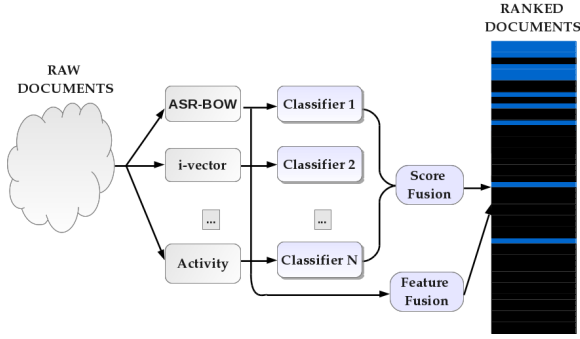 RAW
DOCUMENTS
ASR-BOW
i-vector
...
Activity
Classifier 1
Classifier 2
...
Classifier N
Score
Fusion
Feature
Fusion
RANKED
DOCUMENTS